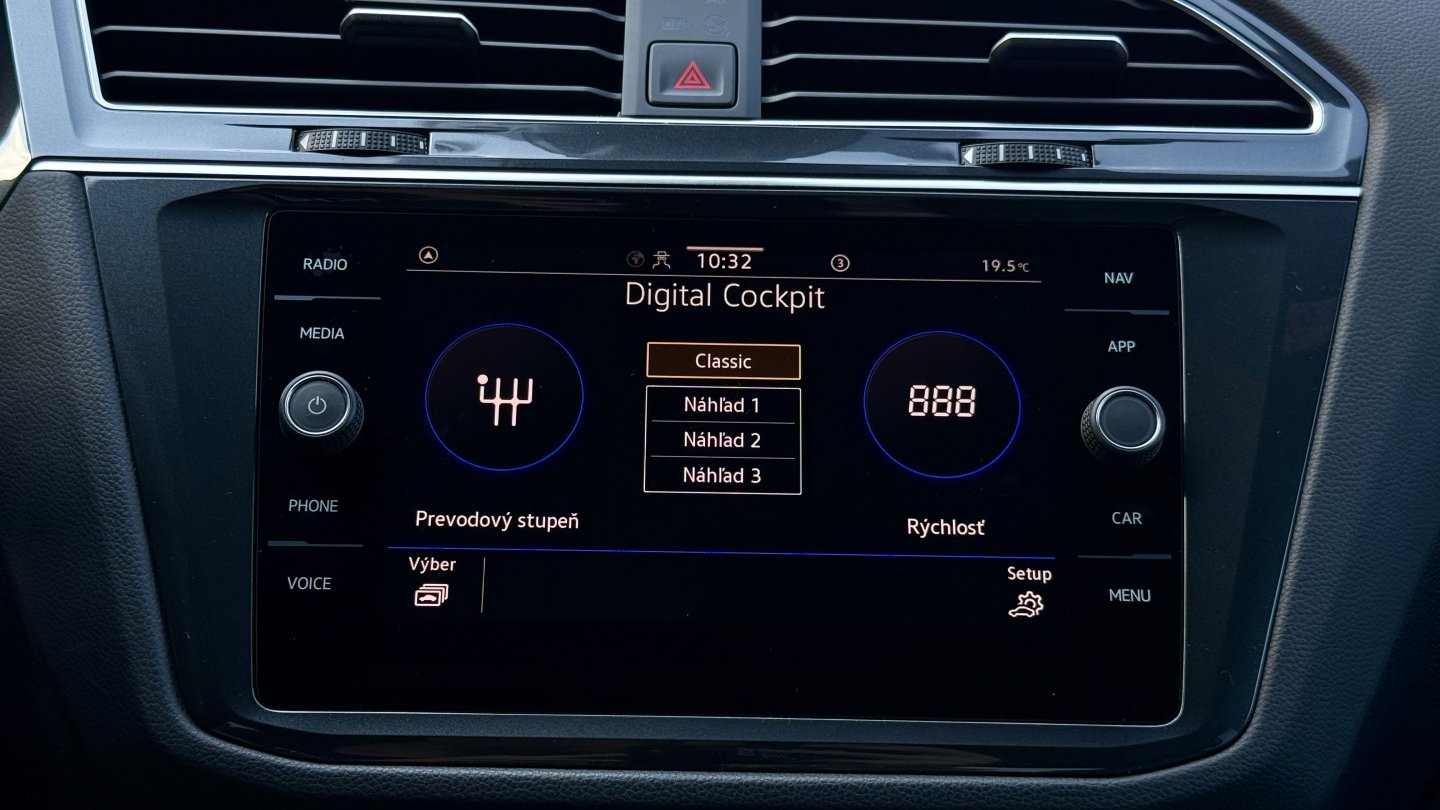 RADIO
MEDIA
PHONE
VOICE
10:32
3
19.5°C
Digital Cockpit
Classic
Náhľad 1
Náhľad 2
Náhľad 3
888
Prevodový stupeň
Rýchlosť
Výber
Setup
NAV
APP
CAR
MENU